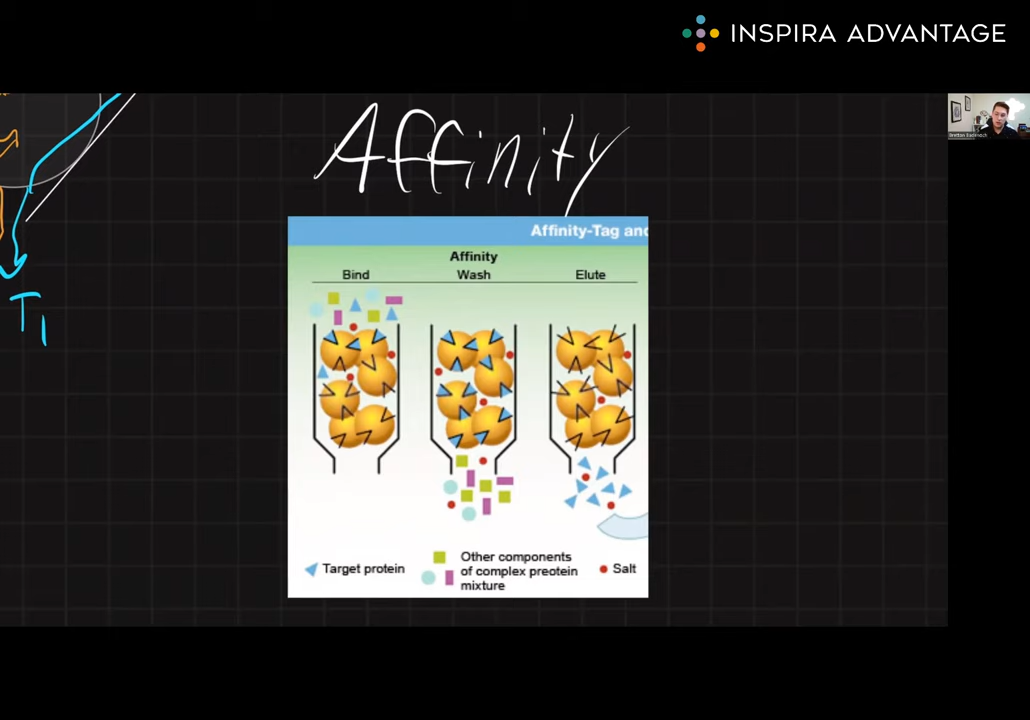 INSPIRA ADVANTAGE
Affinity
T1
Affinity-Tag and
Affinity
Bind Wash Elute
Target protein
Other components
of complex preotein
mixture
Salt